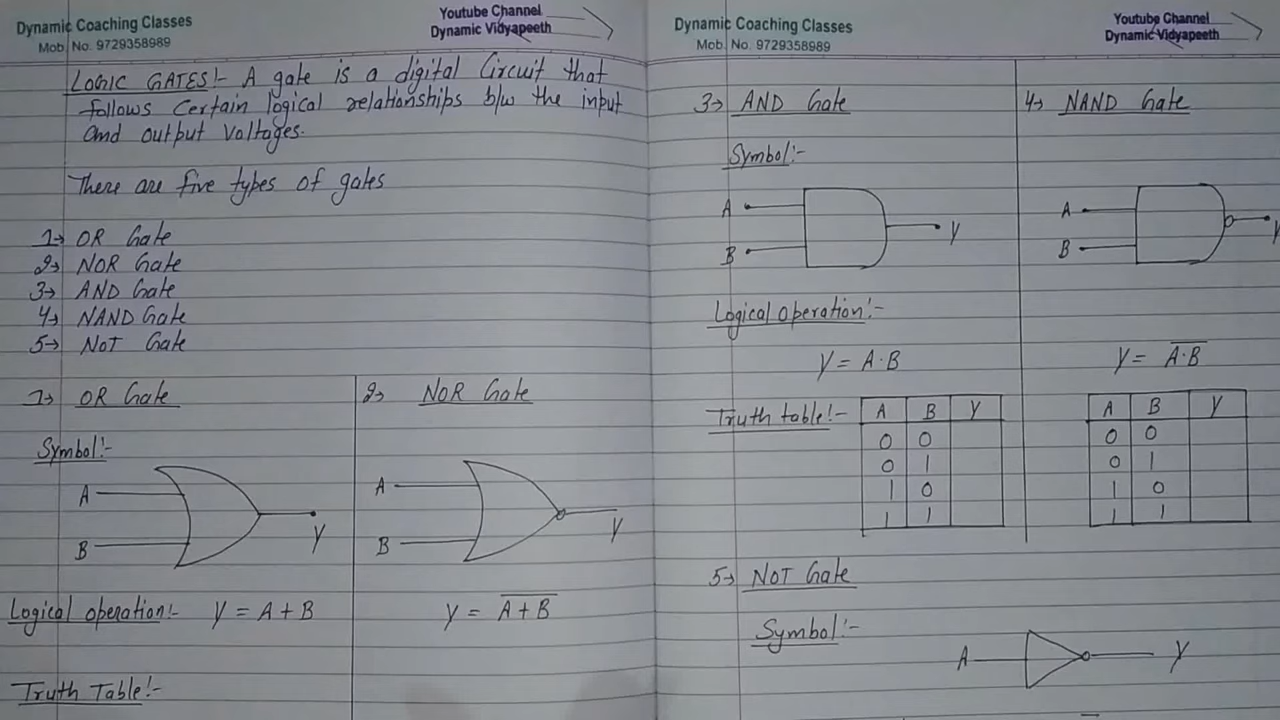 Dynamic Coaching Classes
Mob. No. 9729358989
Youtube Channel
Dynamic Vidyapeeth
LOGIC GATES:- A gate is a digital Circuit that
follows Certain logical relationships b/w the input
and output Voltages.
There are five types of gates
1→ OR Gate
2→ NOR Gate
3→ AND Gate
4→ NAND Gate
5→ NOT Gate
1→ OR Gate
Symbol:-
A
B
Y
Logical operation:- Y = A + B
Truth Table:-
2→ NOR Gate
A
B
Y
Y = \overline{A + B}
Dynamic Coaching Classes
Mob. No. 9729358989
Youtube Channel
Dynamic Vidyapeeth
3→ AND Gate
Symbol:-
A
B
Y
Logical Operation:-
Y = A·B
Truth table:-
A B Y
0 0
0 1
1 0
1 1
4→ NAND Gate
A
B
Y
Y = \overline{A·B}
A B Y
0 0
0 1
1 0
1 1
5→ NOT Gate
Symbol:-
A Y